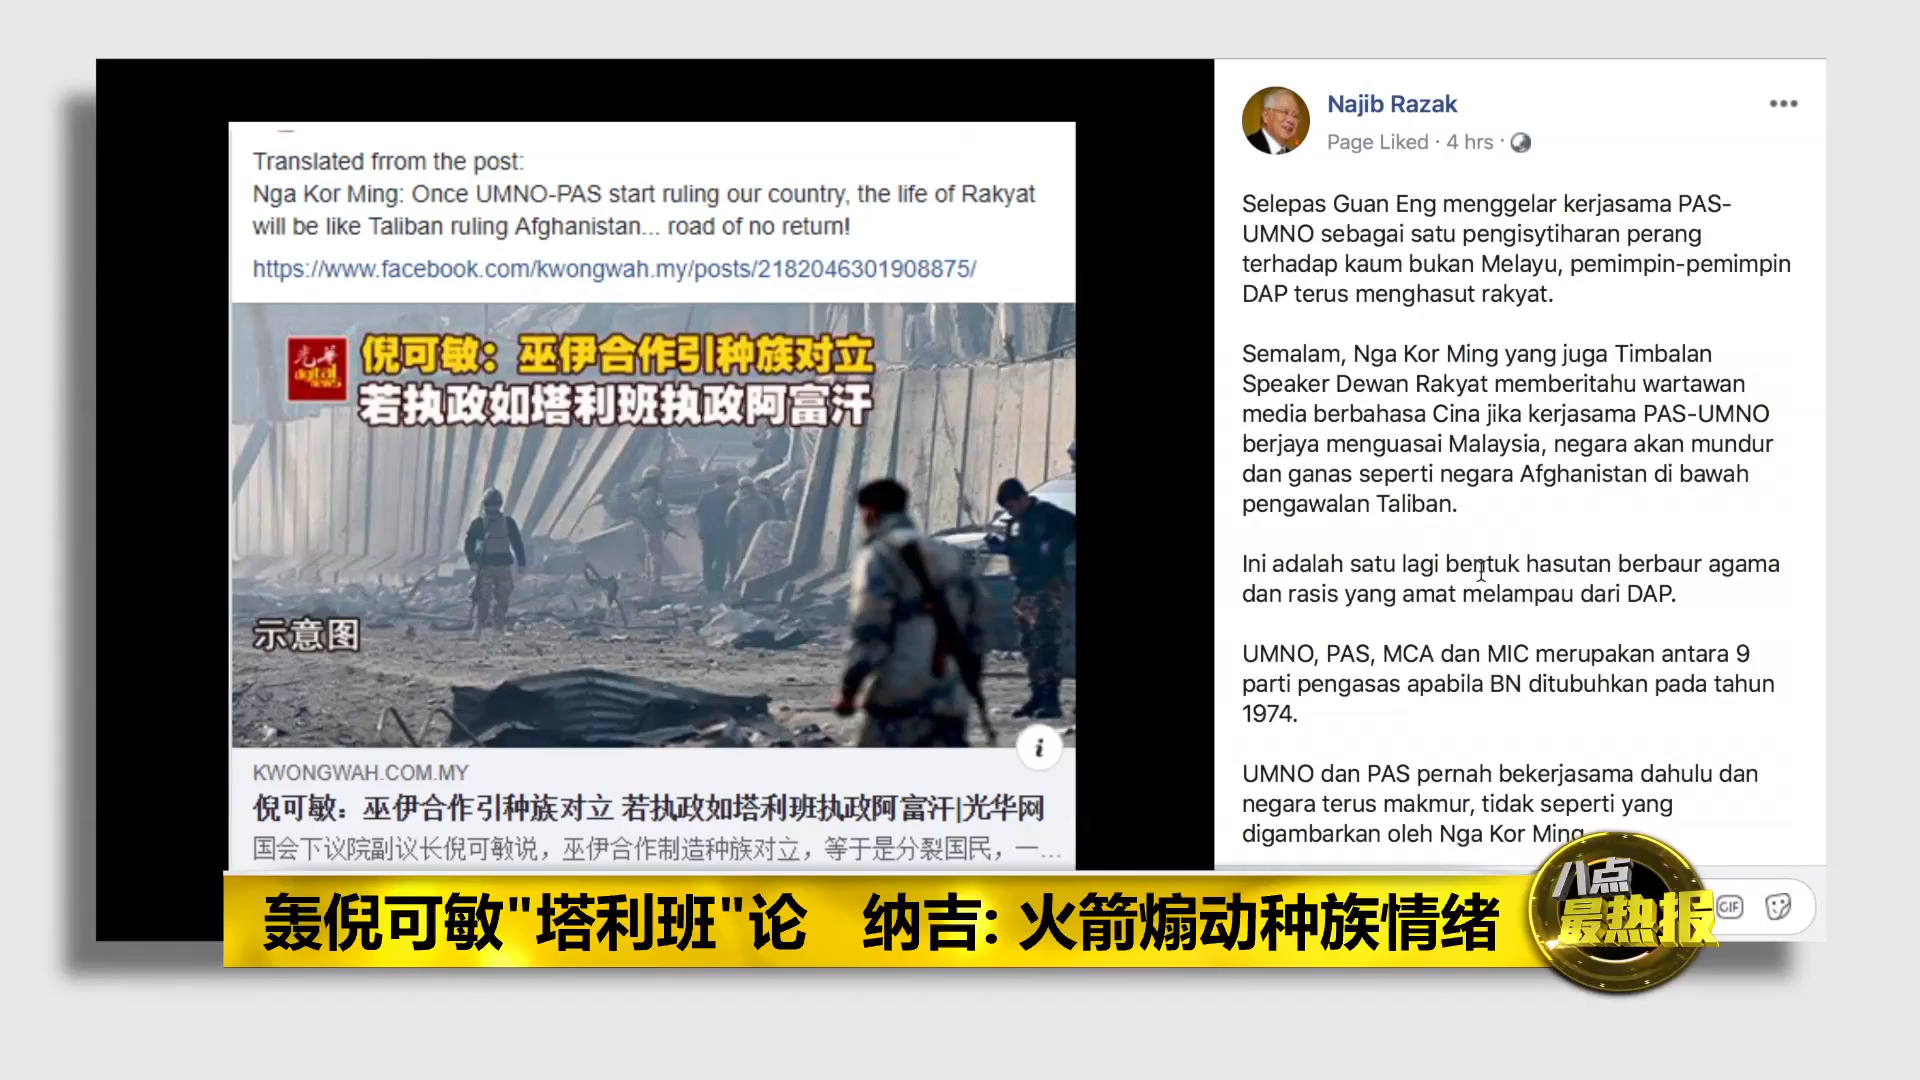 Translated frrom the post:
Nga Kor Ming: Once UMNO-PAS start ruling our country, the life of Rakyat
will be like Taliban ruling Afghanistan... road of no return!
https://www.facebook.com/kwongwah.my/posts/2182046301908875/
光华
digital
news
倪可敏：巫伊合作引种族对立
若执政如塔利班执政阿富汗
示意图
KWONGWAH.COM.MY
倪可敏：巫伊合作引种族对立 若执政如塔利班执政阿富汗|光华网
国会下议院副议长倪可敏说，巫伊合作制造种族对立，等于是分裂国民，一...
Najib Razak
Page Liked · 4 hrs ·
Selepas Guan Eng menggelar kerjasama PAS-
UMNO sebagai satu pengisytiharan perang
terhadap kaum bukan Melayu, pemimpin-pemimpin
DAP terus menghasut rakyat.
Semalam, Nga Kor Ming yang juga Timbalan
Speaker Dewan Rakyat memberitahu wartawan
media berbahasa Cina jika kerjasama PAS-UMNO
berjaya menguasai Malaysia, negara akan mundur
dan ganas seperti negara Afghanistan di bawah
pengawalan Taliban.
Ini adalah satu lagi bentuk hasutan berbaur agama
dan rasis yang amat melampau dari DAP.
UMNO, PAS, MCA dan MIC merupakan antara 9
parti pengasas apabila BN ditubuhkan pada tahun
1974.
UMNO dan PAS pernah bekerjasama dahulu dan
negara terus makmur, tidak seperti yang
digambarkan oleh Nga Kor Ming
轰倪可敏"塔利班"论 纳吉: 火箭煽动种族情绪
八点
最热报
GIF